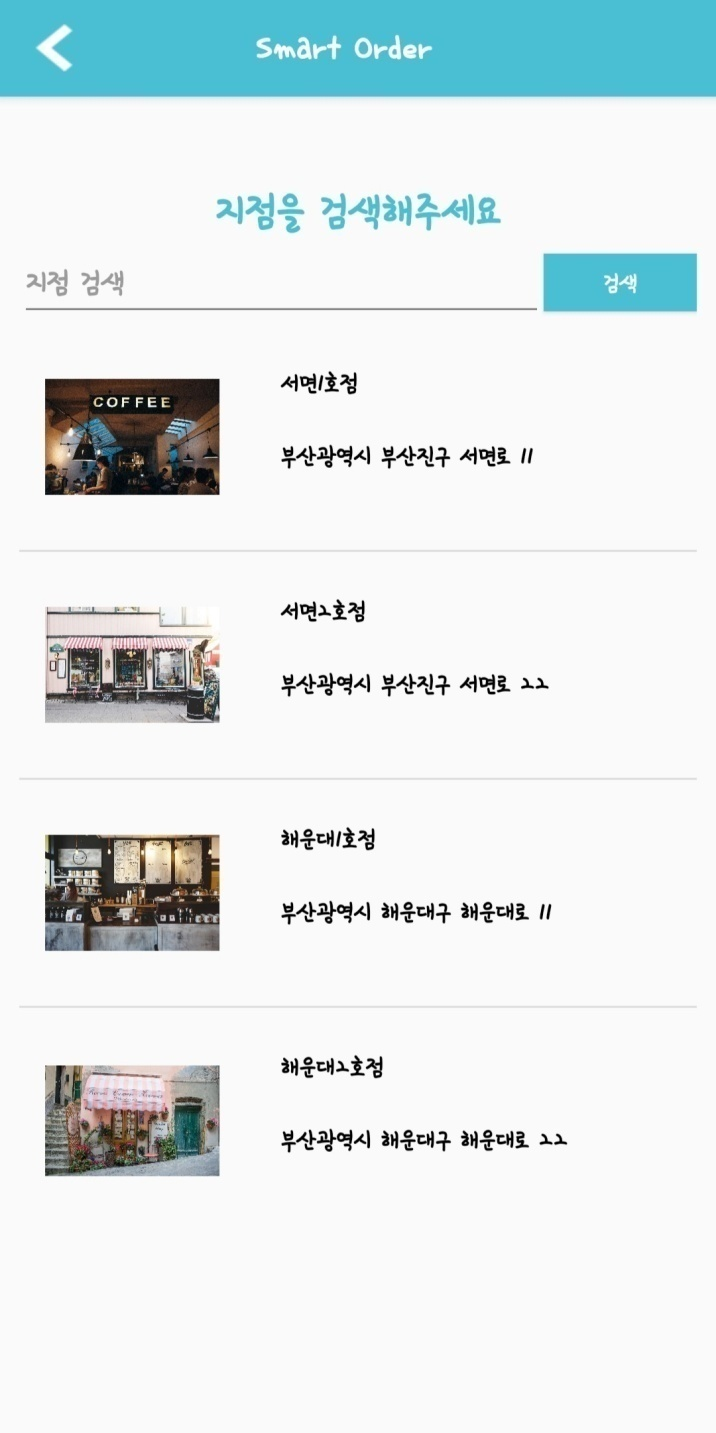 Smart Order
지점을 검색해주세요
지점 검색
검색
COFFEE
서면1호점
부산광역시 부산진구 서면로 11
서면2호점
부산광역시 부산진구 서면로 22
해운대1호점
부산광역시 해운대구 해운대로 11
해운대2호점
부산광역시 해운대구 해운대로 22